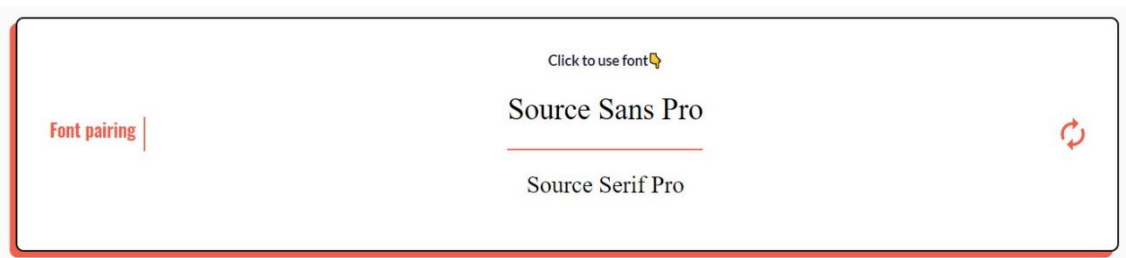 Click to use font👇
Source Sans Pro
Font pairing
Source Serif Pro